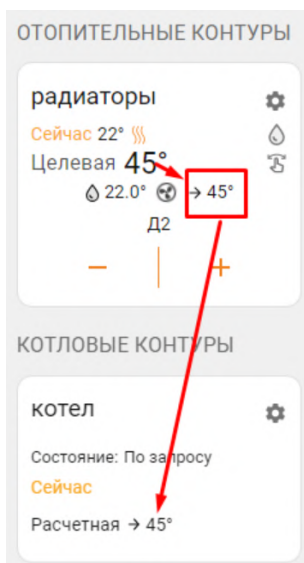 ОТОПИТЕЛЬНЫЕ КОНТУРЫ
радиаторы
Сейчас 22°
Целевая 45°
22.0° → 45°
Д2
− +
КОТЛОВЫЕ КОНТУРЫ
котел
Состояние: По запросу
Сейчас
Расчетная → 45°